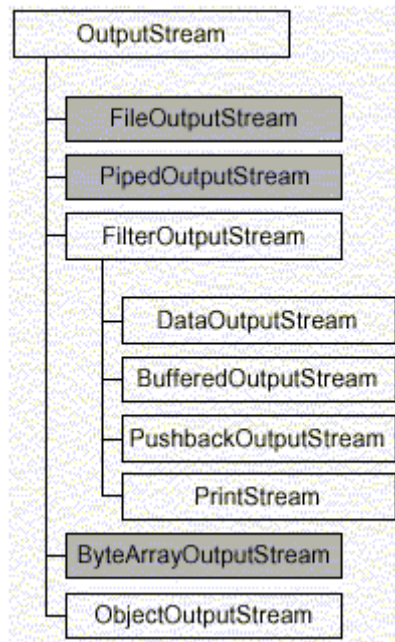 OutputStream
FileOutputStream
PipedOutputStream
FilterOutputStream
DataOutputStream
BufferedOutputStream
PushbackOutputStream
PrintStream
ByteArrayOutputStream
ObjectOutputStream